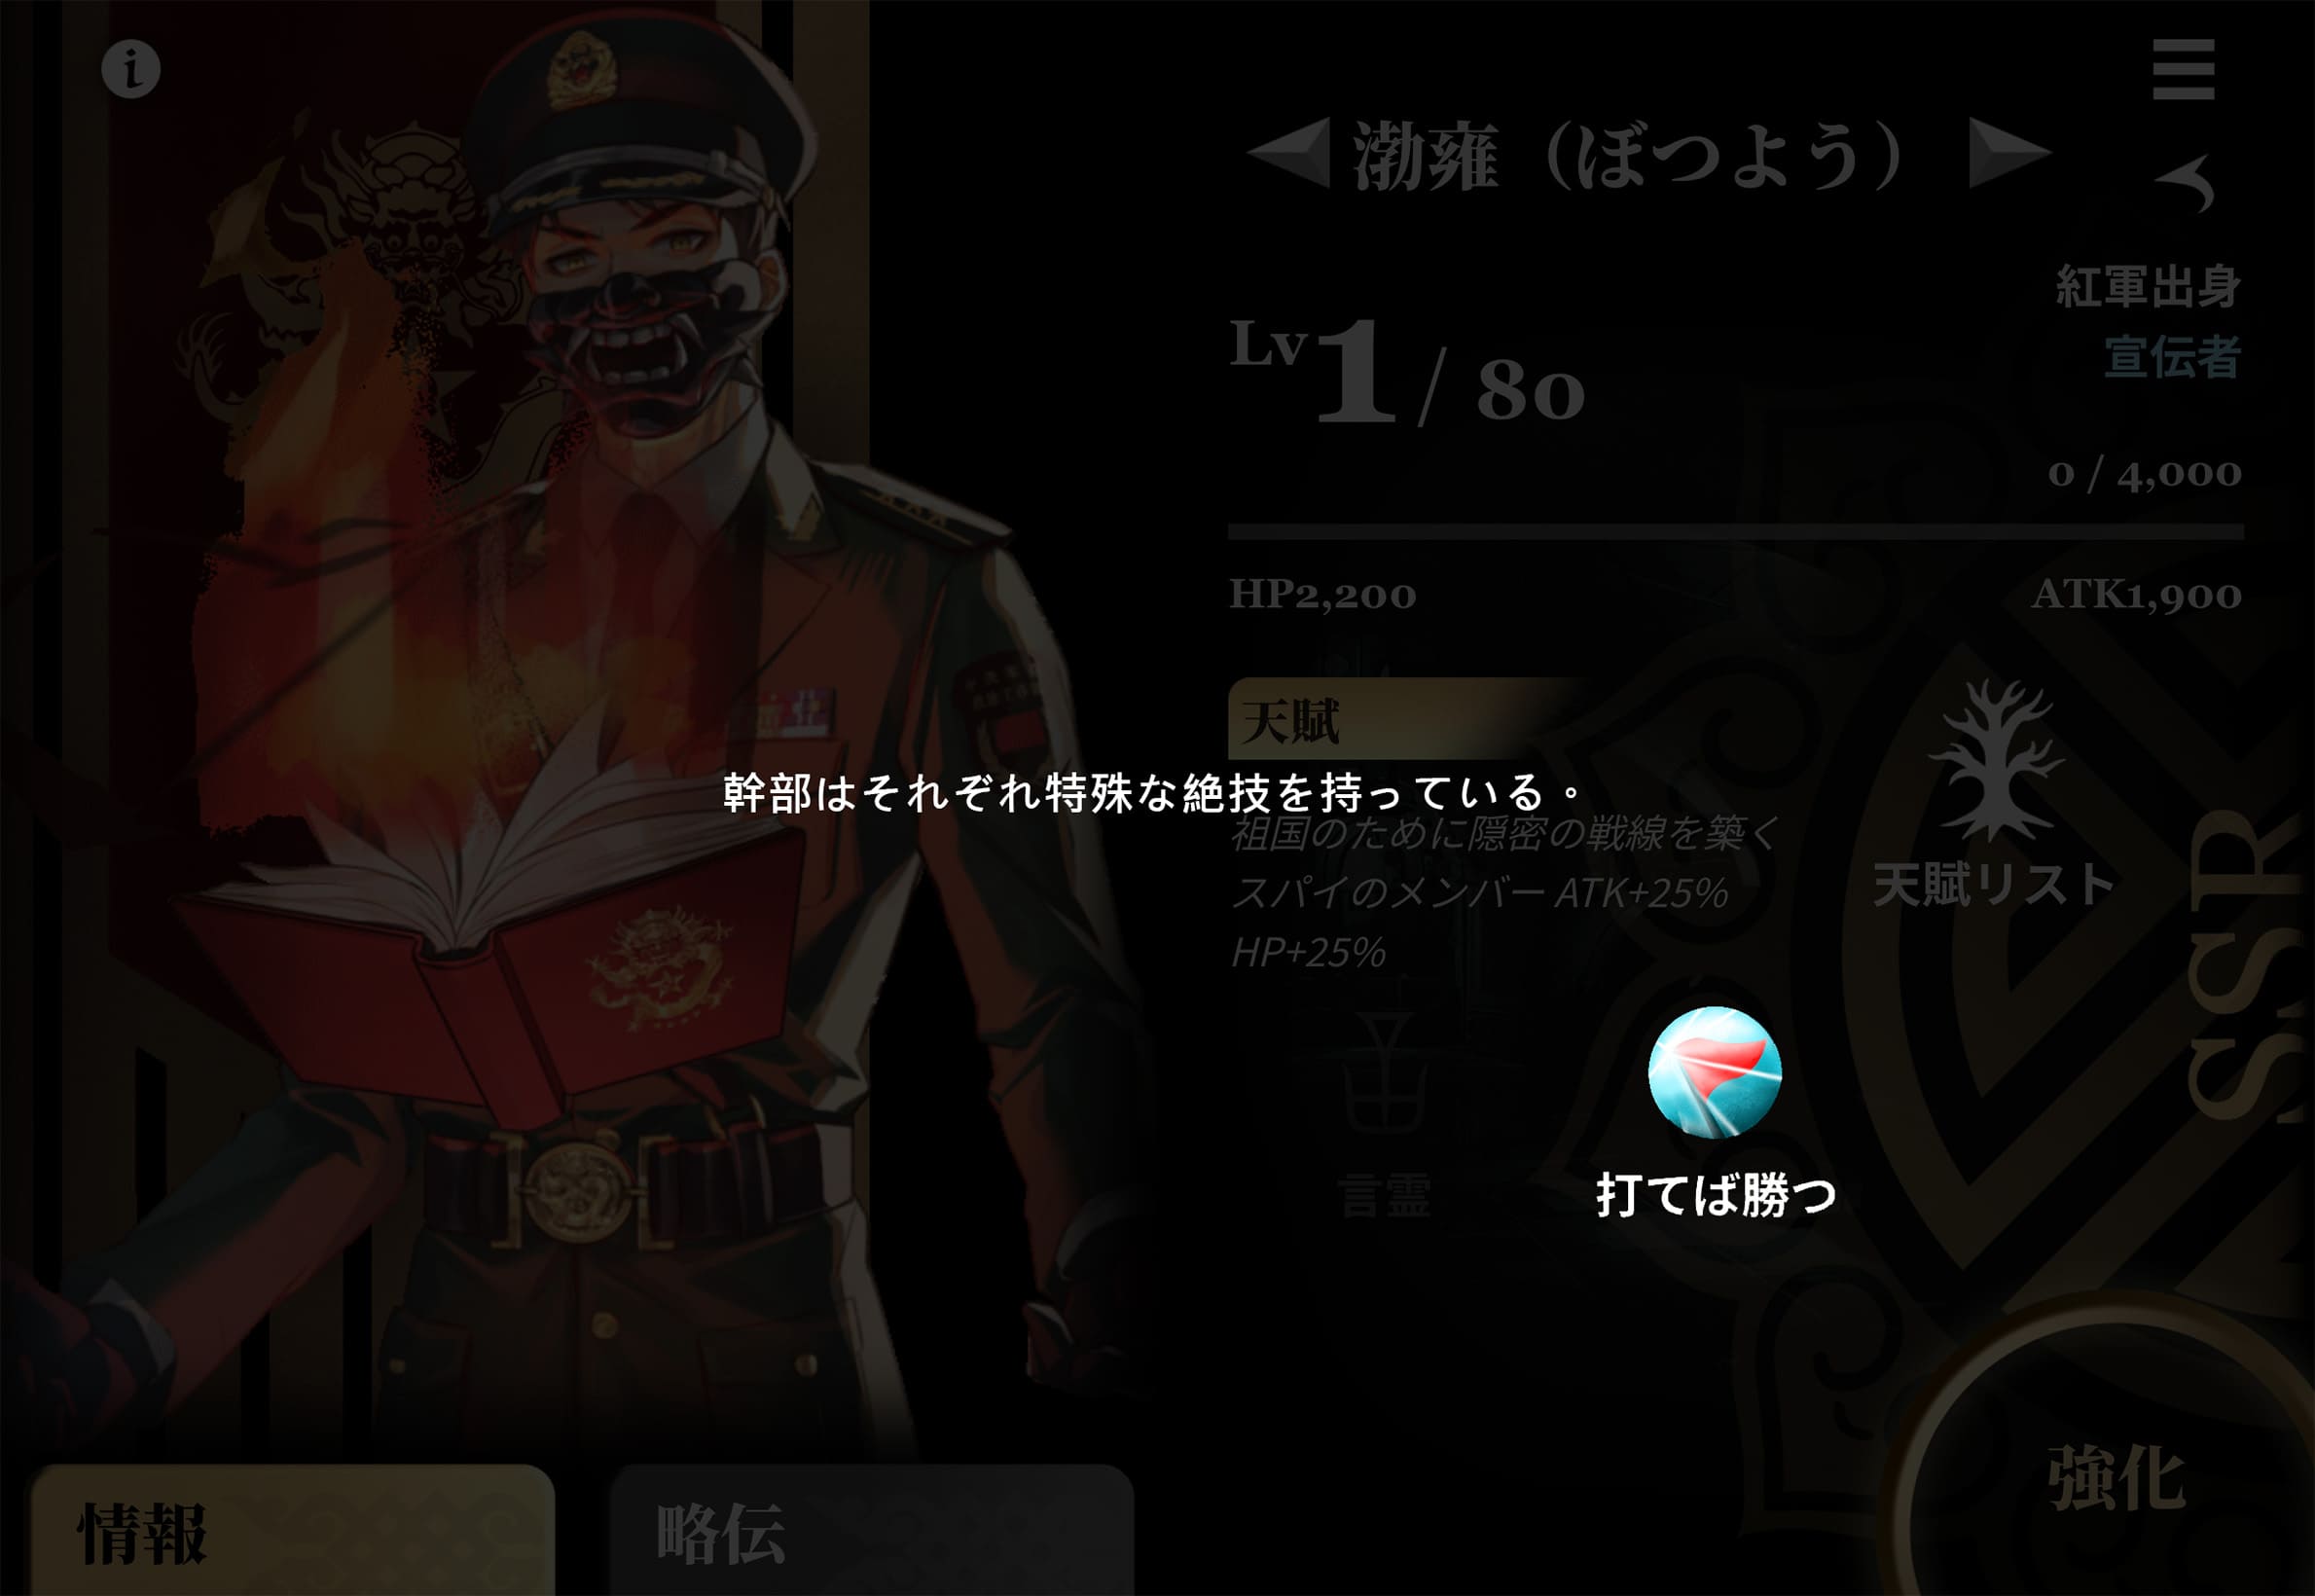 渤雍（ぼつよう）
紅軍出身
宣伝者
Lv1/ 80
0 / 4,000
HP2,200
ATK1,900
天賦
幹部はそれぞれ特殊な絶技を持っている。
祖国のために隠密の戦線を築く
スパイのメンバー ATK+25%
HP+25%
天賦リスト
SSR
言霊
打てば勝つ
強化
情報
略伝